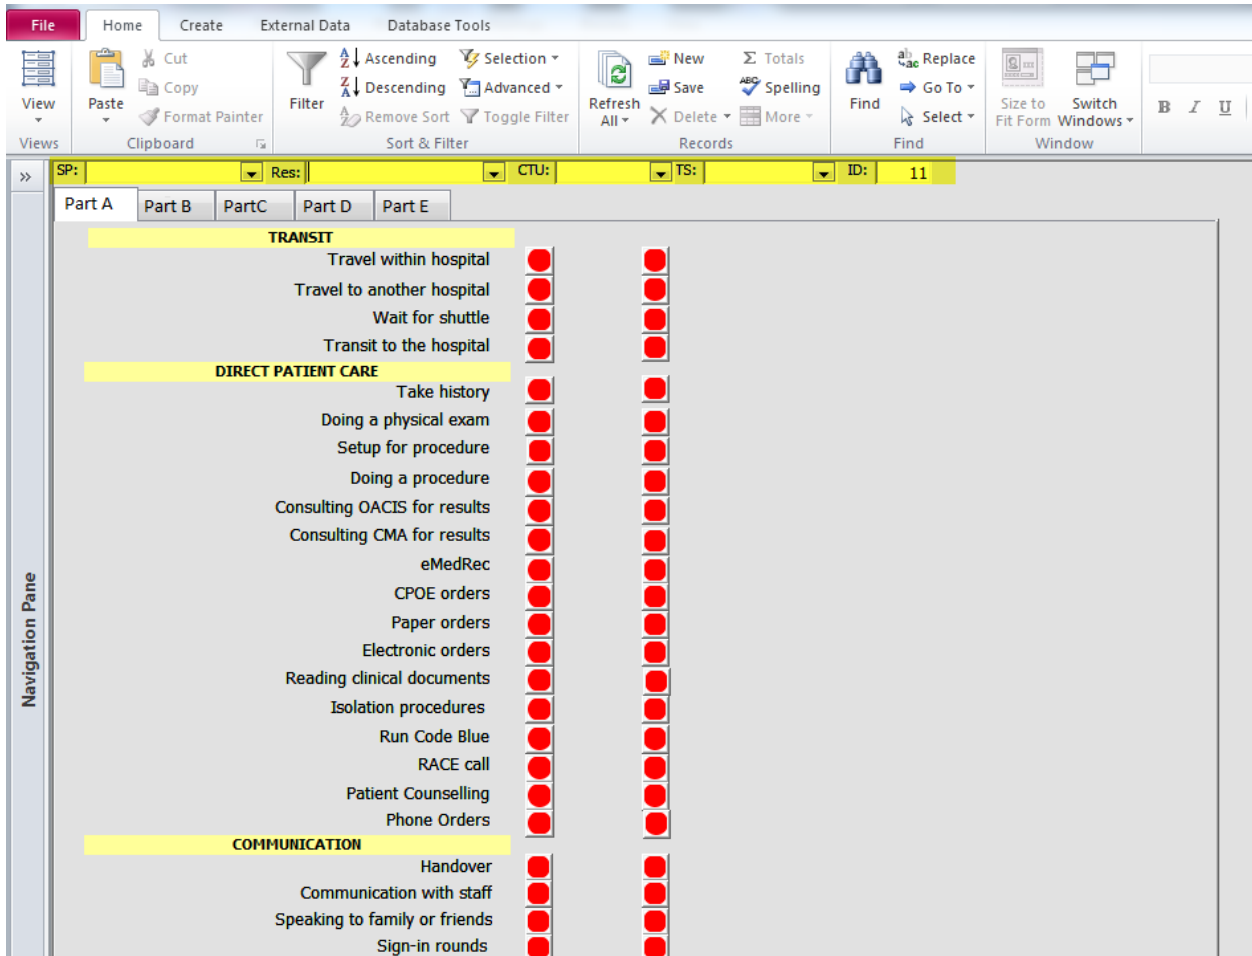 File Home Create External Data Database Tools
Cut Ascending Selection New Totals Replace
Copy Descending Advanced Save Spelling Go To
View Paste Format Painter Filter Remove Sort Toggle Filter Refresh All Delete More Find Select Size to Fit Form Switch Windows B I U
Views Clipboard Sort & Filter Records Find Window
SP: Res: CTU: TS: ID: 11
Part A Part B PartC Part D Part E
TRANSIT
Travel within hospital
Travel to another hospital
Wait for shuttle
Transit to the hospital
DIRECT PATIENT CARE
Take history
Doing a physical exam
Setup for procedure
Doing a procedure
Consulting OACIS for results
Consulting CMA for results
eMedRec
CPOE orders
Paper orders
Electronic orders
Reading clinical documents
Isolation procedures
Run Code Blue
RACE call
Patient Counselling
Phone Orders
COMMUNICATION
Handover
Communication with staff
Speaking to family or friends
Sign-in rounds
Navigation Pane